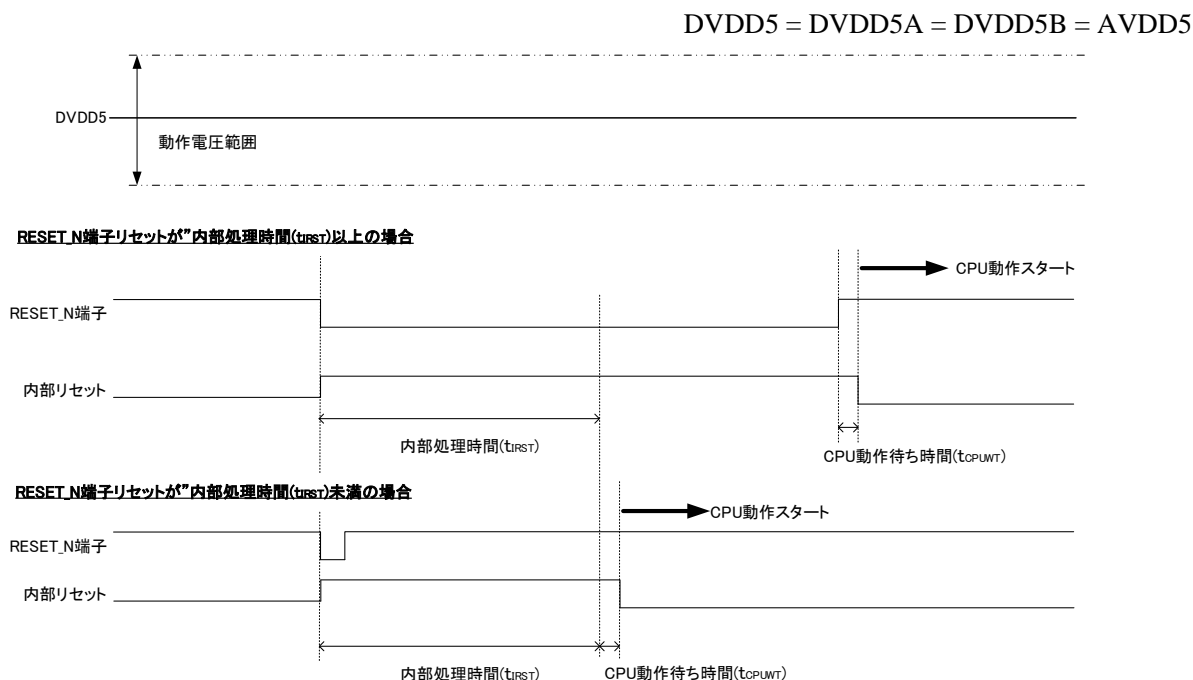 DVDD5 = DVDD5A = DVDD5B = AVDD5
DVDD5
動作電圧範囲
RESET_N端子リセットが”内部処理時間(tIRST)以上の場合
CPU動作スタート
RESET_N端子
内部リセット
内部処理時間(tIRST)
CPU動作待ち時間(tCPUWT)
RESET_N端子リセットが”内部処理時間(tIRST)未満の場合
CPU動作スタート
RESET_N端子
内部リセット
内部処理時間(tIRST)
CPU動作待ち時間(tCPUWT)